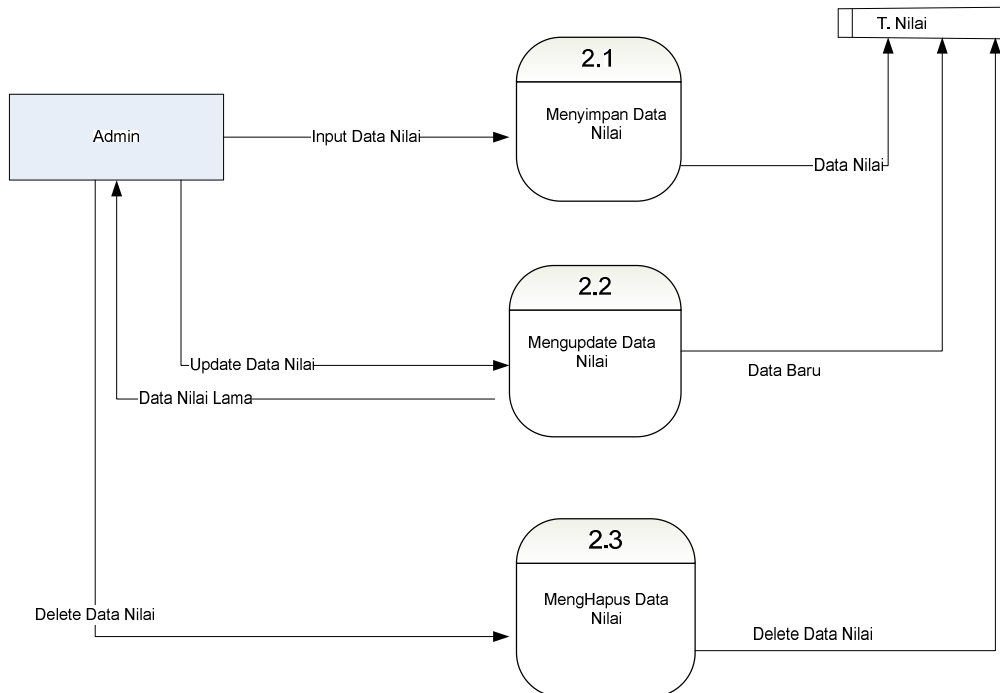 T. Nilai
2.1
Menyimpan Data
Nilai
Admin
Input Data Nilai
Data Nilai
2.2
Mengupdate Data
Nilai
Update Data Nilai
Data Baru
Data Nilai Lama
2.3
MengHapus Data
Nilai
Delete Data Nilai
Delete Data Nilai